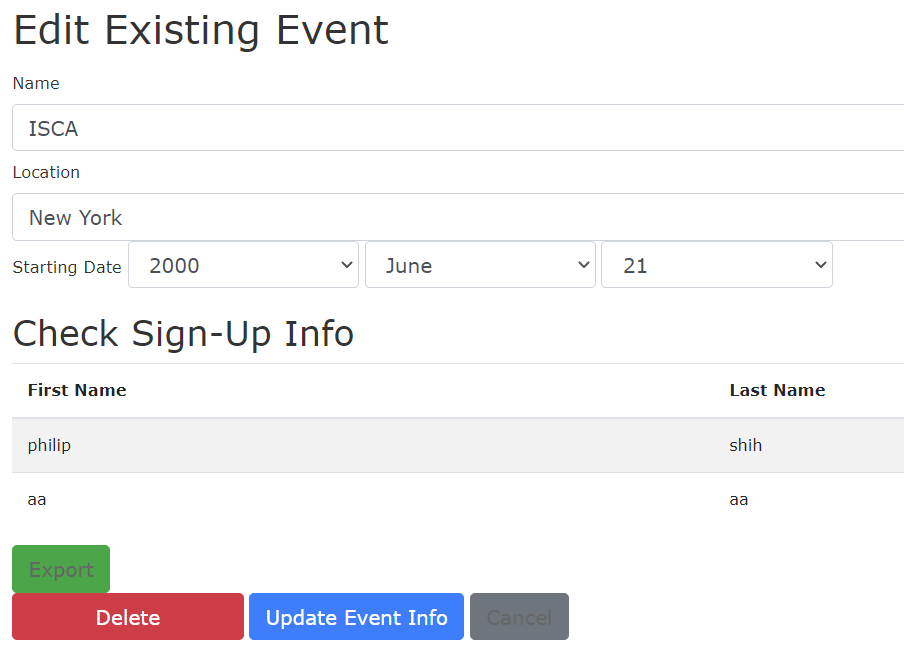 Edit Existing Event
Name
ISCA
Location
New York
Starting Date 2000 June 21
Check Sign-Up Info
First Name Last Name
philip shih
aa aa
Export
Delete Update Event Info Cancel